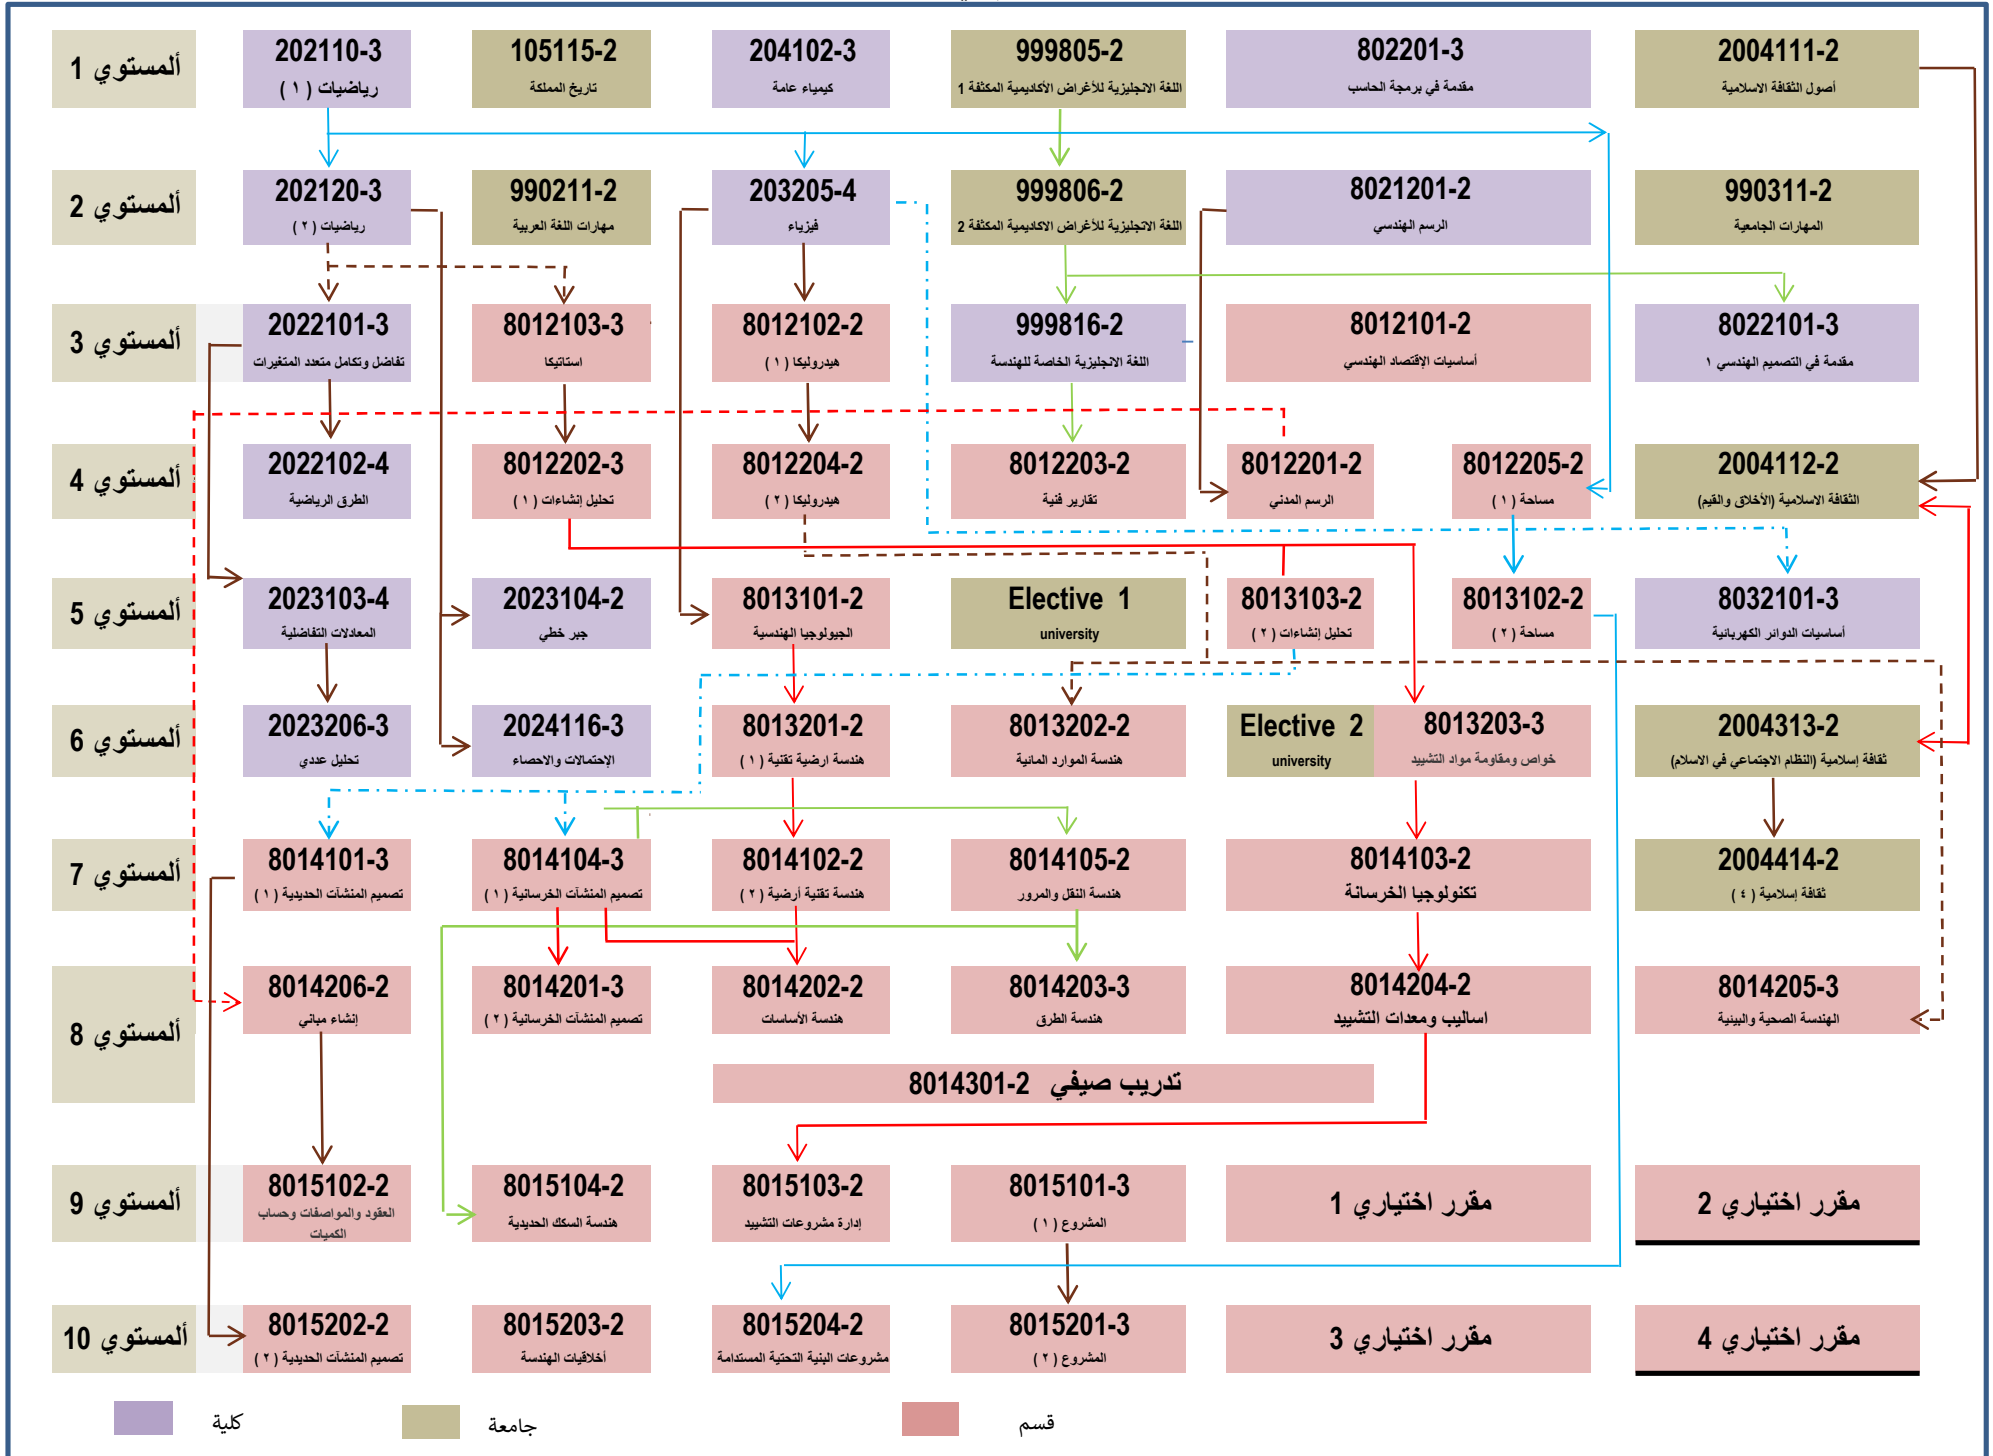 ألمستوي 1
202110-3
رياضيات ( ١ )
105115-2
تاريخ المملكة
204102-3
كيمياء عامة
999805-2
اللغة الانجليزية للأغراض الأكاديمية المكثفة 1
802201-3
مقدمة في برمجة الحاسب
2004111-2
أصول الثقافة الاسلامية
ألمستوي 2
202120-3
رياضيات ( ٢ )
990211-2
مهارات اللغة العربية
203205-4
فيزياء
999806-2
اللغة الانجليزية للأغراض الاكاديمية المكثفة 2
8021201-2
الرسم الهندسي
990311-2
المهارات الجامعية
ألمستوي 3
2022101-3
تفاضل وتكامل متعدد المتغيرات
8012103-3
استاتيكا
8012102-2
هيدروليكا ( ١ )
999816-2
اللغة الانجليزية الخاصة للهندسة
8012101-2
أساسيات الإقتصاد الهندسي
8022101-3
مقدمة في التصميم الهندسي ١
ألمستوي 4
2022102-4
الطرق الرياضية
8012202-3
تحليل إنشاءات ( ١ )
8012204-2
هيدروليكا ( ٢ )
8012203-2
تقارير فنية
8012201-2
الرسم المدني
8012205-2
مساحة ( ١ )
2004112-2
الثقافة الاسلامية (الأخلاق والقيم)
ألمستوي 5
2023103-4
المعادلات التفاضلية
2023104-2
جبر خطي
8013101-2
الجيولوجيا الهندسية
Elective 1
university
8013103-2
تحليل إنشاءات ( ٢ )
8013102-2
مساحة ( ٢ )
8032101-3
أساسيات الدوائر الكهربائية
ألمستوي 6
2023206-3
تحليل عددي
2024116-3
الإحتمالات والاحصاء
8013201-2
هندسة ارضية تقنية ( ١ )
8013202-2
هندسة الموارد المائية
Elective 2
university
8013203-3
خواص ومقاومة مواد التشييد
2004313-2
ثقافة إسلامية (النظام الاجتماعي في الاسلام)
ألمستوي 7
8014101-3
تصميم المنشآت الحديدية ( ١ )
8014104-3
تصميم المنشآت الخرسانية ( ١ )
8014102-2
هندسة تقنية أرضية ( ٢ )
8014105-2
هندسة النقل والمرور
8014103-2
تكنولوجيا الخرسانة
2004414-2
ثقافة إسلامية ( ٤ )
ألمستوي 8
8014206-2
إنشاء مباني
8014201-3
تصميم المنشآت الخرسانية ( ٢ )
8014202-2
هندسة الأساسات
8014203-3
هندسة الطرق
8014204-2
اساليب ومعدات التشييد
8014205-3
الهندسة الصحية والبيئية
تدريب صيفي 8014301-2
ألمستوي 9
8015102-2
العقود والمواصفات وحساب
الكميات
8015104-2
هندسة السكك الحديدية
8015103-2
إدارة مشروعات التشييد
8015101-3
المشروع ( ١ )
مقرر اختياري 1
مقرر اختياري 2
ألمستوي 10
8015202-2
تصميم المنشآت الحديدية ( ٢ )
8015203-2
أخلاقيات الهندسة
8015204-2
مشروعات البنية التحتية المستدامة
8015201-3
المشروع ( ٢ )
مقرر اختياري 3
مقرر اختياري 4
كلية
جامعة
قسم